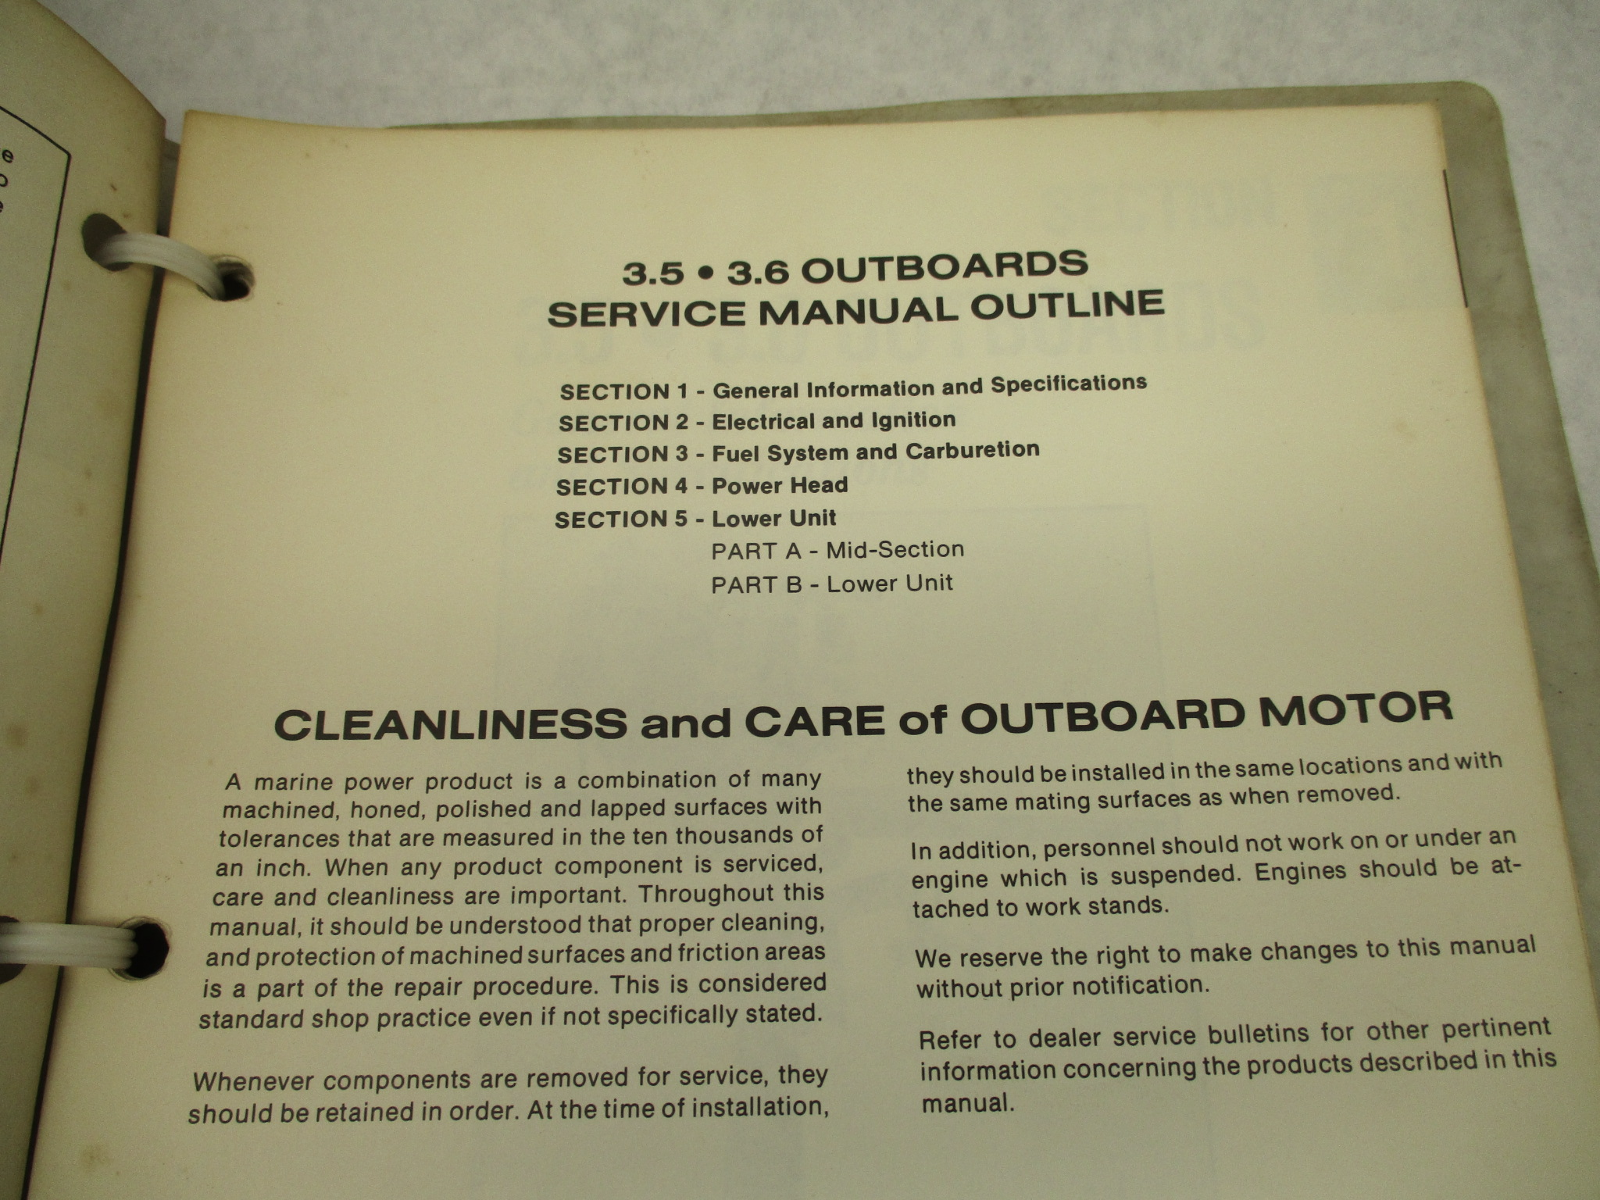 3.5 • 3.6 OUTBOARDS
SERVICE MANUAL OUTLINE
SECTION 1 - General Information and Specifications
SECTION 2 - Electrical and Ignition
SECTION 3 - Fuel System and Carburetion
SECTION 4 - Power Head
SECTION 5 - Lower Unit
PART A - Mid-Section
PART B - Lower Unit
CLEANLINESS and CARE of OUTBOARD MOTOR
A marine power product is a combination of many
machined, honed, polished and lapped surfaces with
tolerances that are measured in the ten thousands of
an inch. When any product component is serviced,
care and cleanliness are important. Throughout this
manual, it should be understood that proper cleaning,
and protection of machined surfaces and friction areas
is a part of the repair procedure. This is considered
standard shop practice even if not specifically stated.
Whenever components are removed for service, they
should be retained in order. At the time of installation,
they should be installed in the same locations and with
the same mating surfaces as when removed.
In addition, personnel should not work on or under an
engine which is suspended. Engines should be at-
tached to work stands.
We reserve the right to make changes to this manual
without prior notification.
Refer to dealer service bulletins for other pertinent
information concerning the products described in this
manual.